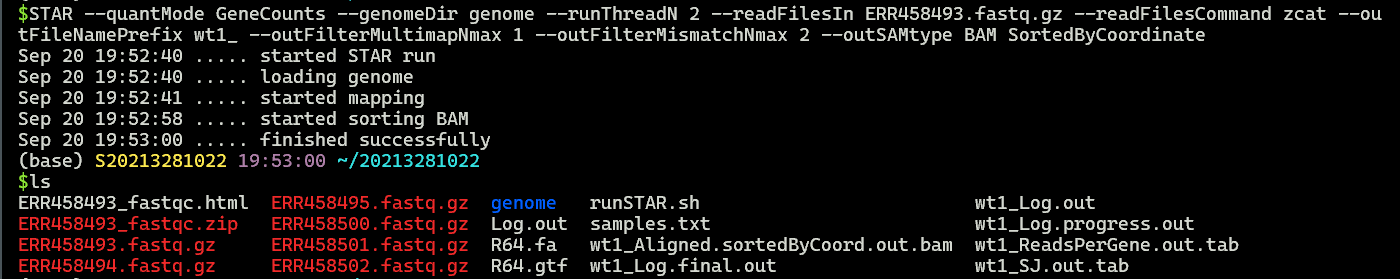 $STAR --quantMode GeneCounts --genomeDir genome --runThreadN 2 --readFilesIn ERR458493.fastq.gz --readFilesCommand zcat --ou
tFileNamePrefix wt1_ --outFilterMultimapNmax 1 --outFilterMismatchNmax 2 --outSAMtype BAM SortedByCoordinate
Sep 20 19:52:40 ..... started STAR run
Sep 20 19:52:40 ..... loading genome
Sep 20 19:52:41 ..... started mapping
Sep 20 19:52:58 ..... started sorting BAM
Sep 20 19:53:00 ..... finished successfully
(base) S20213281022 19:53:00 ~/20213281022
$ls
ERR458493_fastqc.html ERR458495.fastq.gz genome runSTAR.sh wt1_Log.out
ERR458493_fastqc.zip ERR458500.fastq.gz Log.out samples.txt wt1_Log.progress.out
ERR458493.fastq.gz ERR458501.fastq.gz R64.fa wt1_Aligned.sortedByCoord.out.bam wt1_ReadsPerGene.out.tab
ERR458494.fastq.gz ERR458502.fastq.gz R64.gtf wt1_Log.final.out wt1_SJ.out.tab